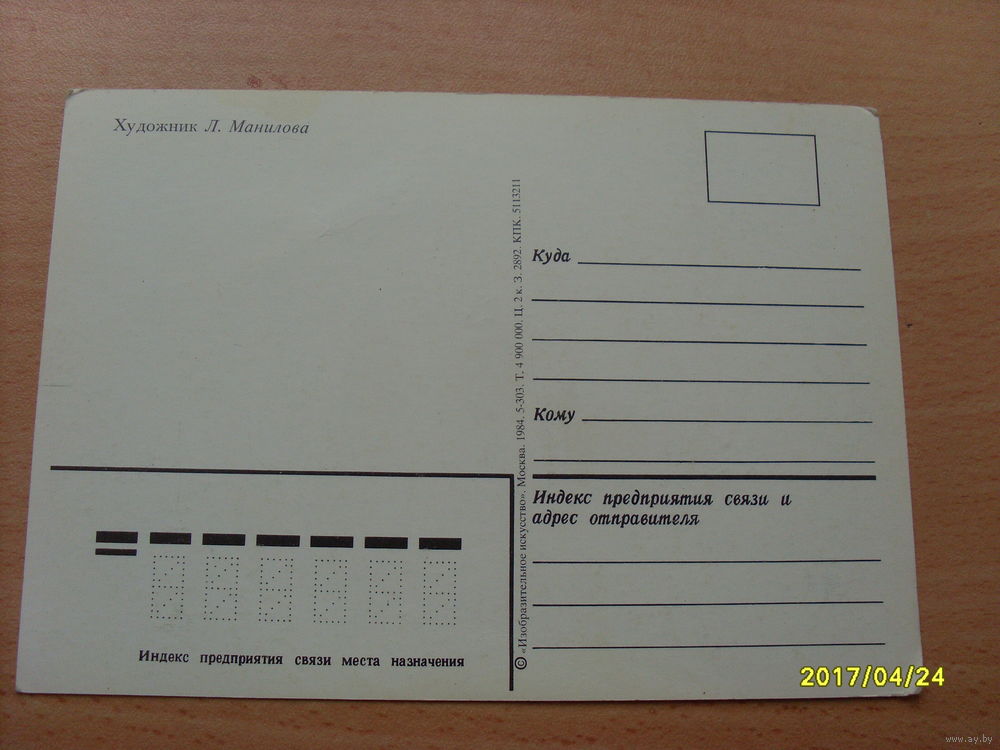 Художник Л. Манилова
Куда
Кому
Индекс предприятия связи и
адрес отправителя
© «Изобразительное искусство». Москва. 1984. 5-303. Т. 4 900 000. Ц. 2 к. З. 2892. КПК. 5113211
Индекс предприятия связи места назначения
2017/04/24
www.ay.by